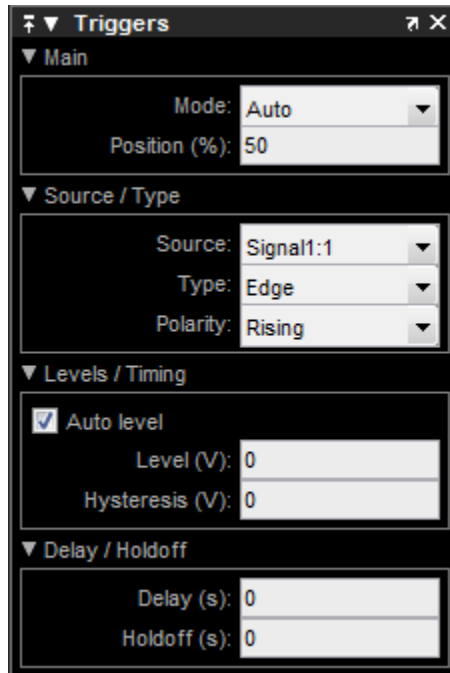 Triggers
Main
Mode: Auto
Position (%): 50
Source / Type
Source: Signal1:1
Type: Edge
Polarity: Rising
Levels / Timing
Auto level
Level (V): 0
Hysteresis (V): 0
Delay / Holdoff
Delay (s): 0
Holdoff (s): 0